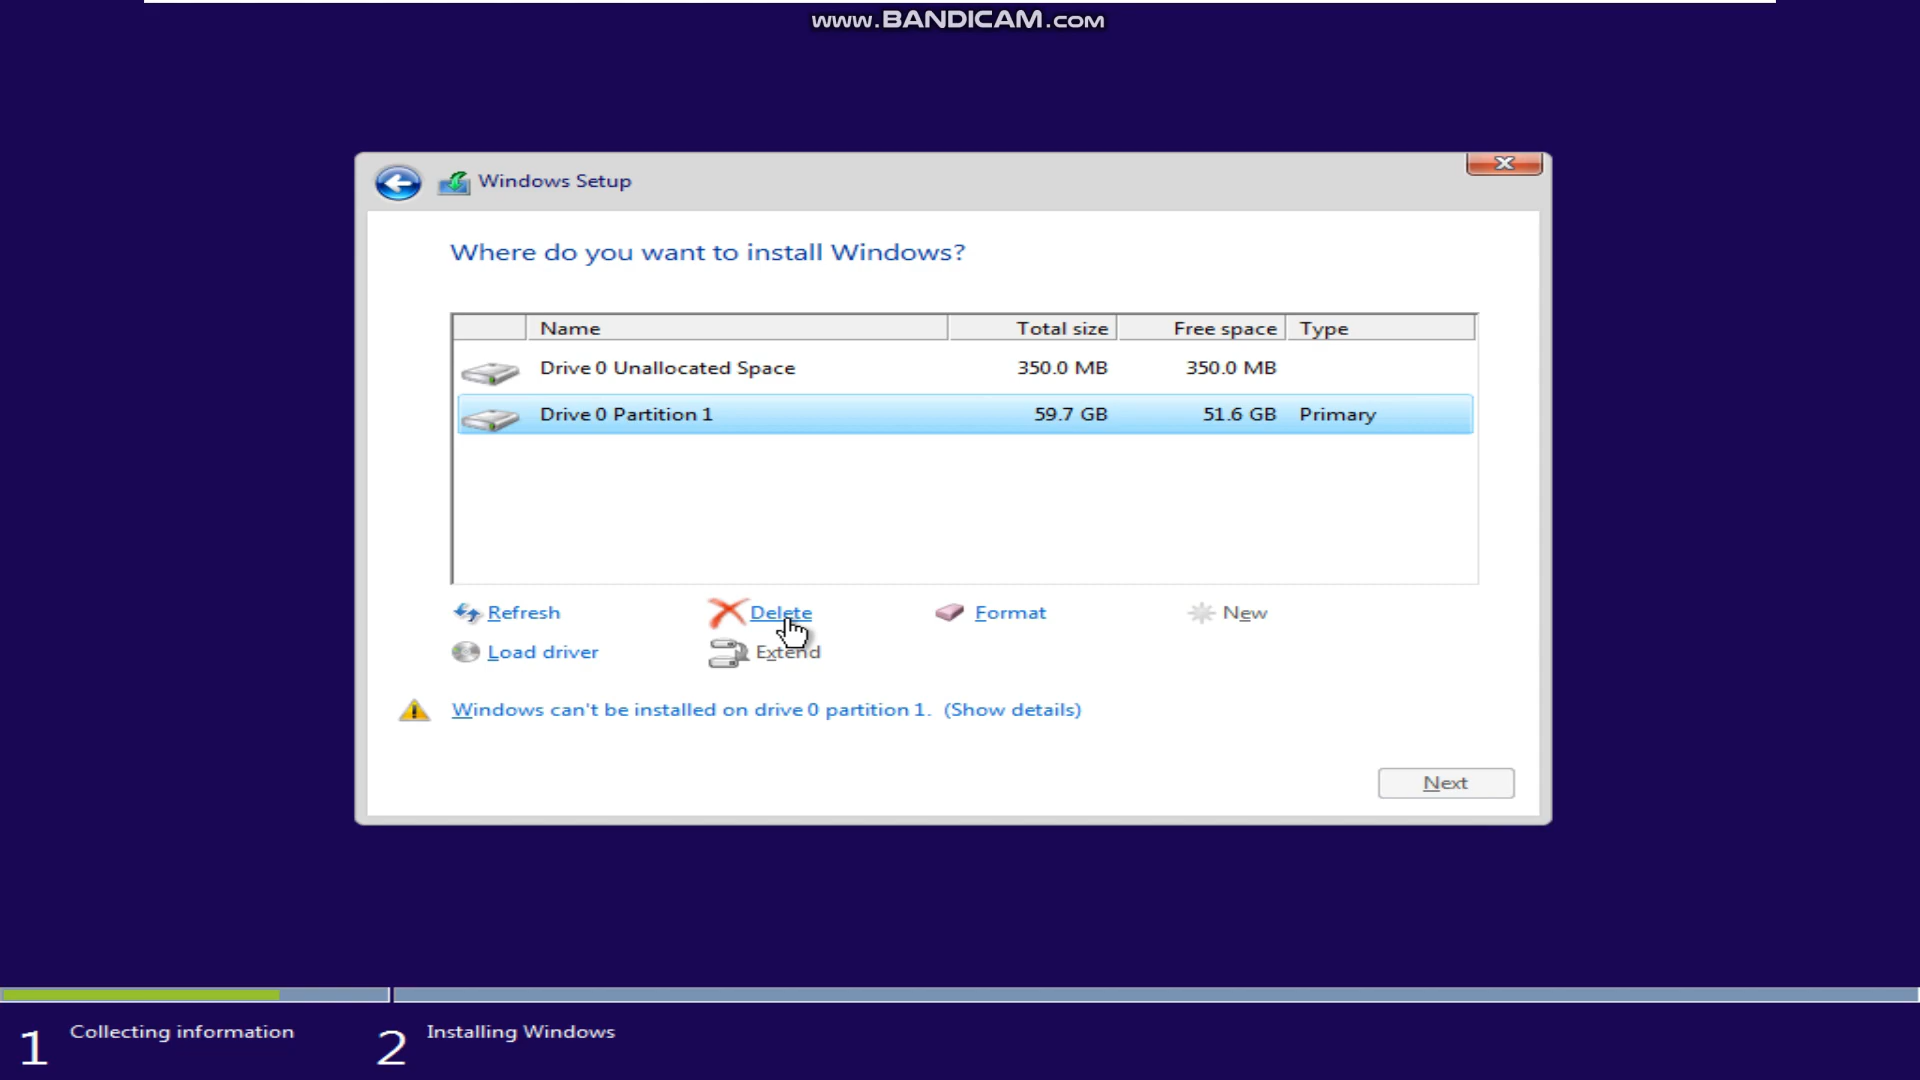 www.BANDICAM.com
Windows Setup
Where do you want to install Windows?
Name Total size Free space Type
Drive 0 Unallocated Space 350.0 MB 350.0 MB
Drive 0 Partition 1 59.7 GB 51.6 GB Primary
Refresh Delete Format New
Load driver Extend
Windows can't be installed on drive 0 partition 1. (Show details)
Next
1 Collecting information 2 Installing Windows